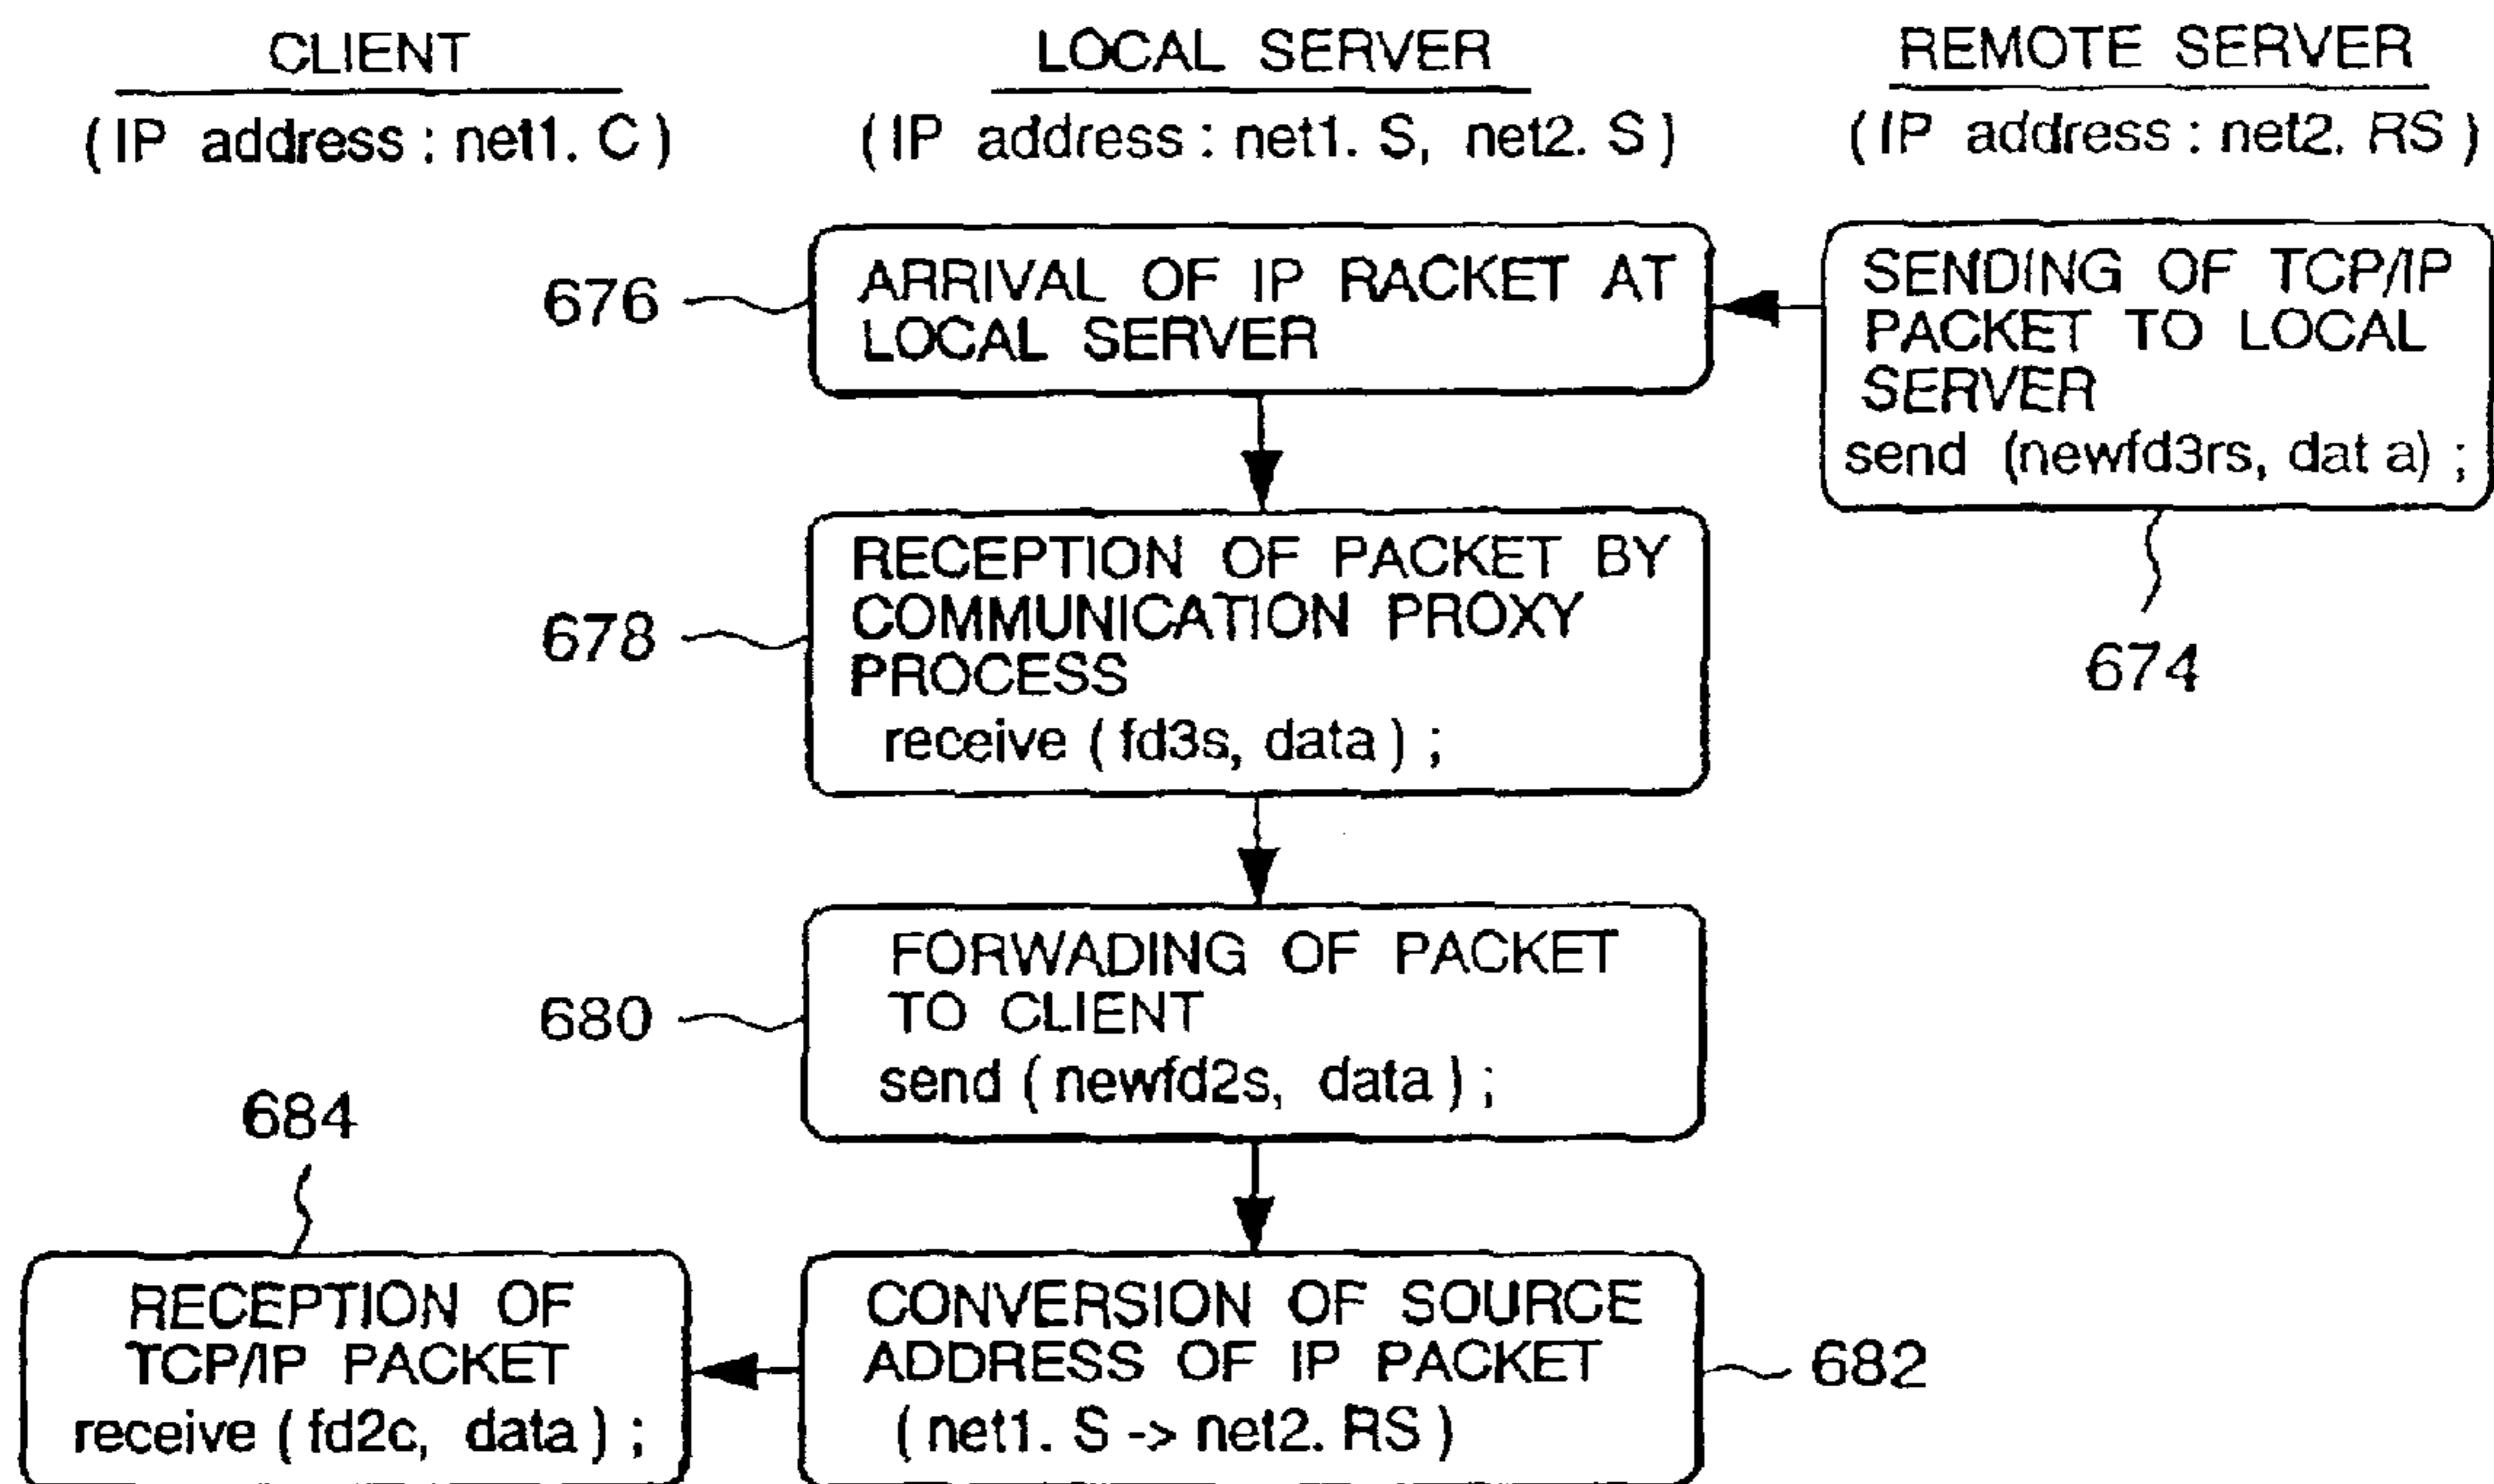 CLIENT
(IP address : net1. C)
LOCAL SERVER
(IP address : net1. S, net2. S)
REMOTE SERVER
(IP address : net2. RS)
676
ARRIVAL OF IP RACKET AT
LOCAL SERVER
SENDING OF TCP/IP
PACKET TO LOCAL
SERVER
send (newfd3rs, dat a) ;
674
678
RECEPTION OF PACKET BY
COMMUNICATION PROXY
PROCESS
receive ( fd3s, data ) ;
680
FORWADING OF PACKET
TO CLIENT
send ( newfd2s, data ) ;
684
RECEPTION OF
TCP/IP PACKET
receive ( fd2c, data ) ;
CONVERSION OF SOURCE
ADDRESS OF IP PACKET
( net1. S -> net2. RS )
682